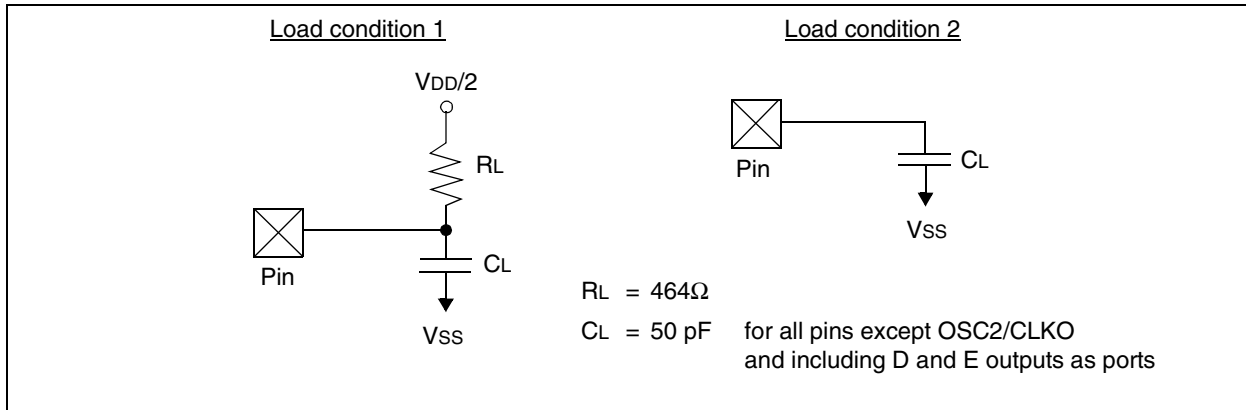 Load condition 1
VDD/2
RL
Pin
CL
VSS
Load condition 2
Pin
CL
VSS
RL = 464Ω
CL = 50 pF for all pins except OSC2/CLKO
and including D and E outputs as ports